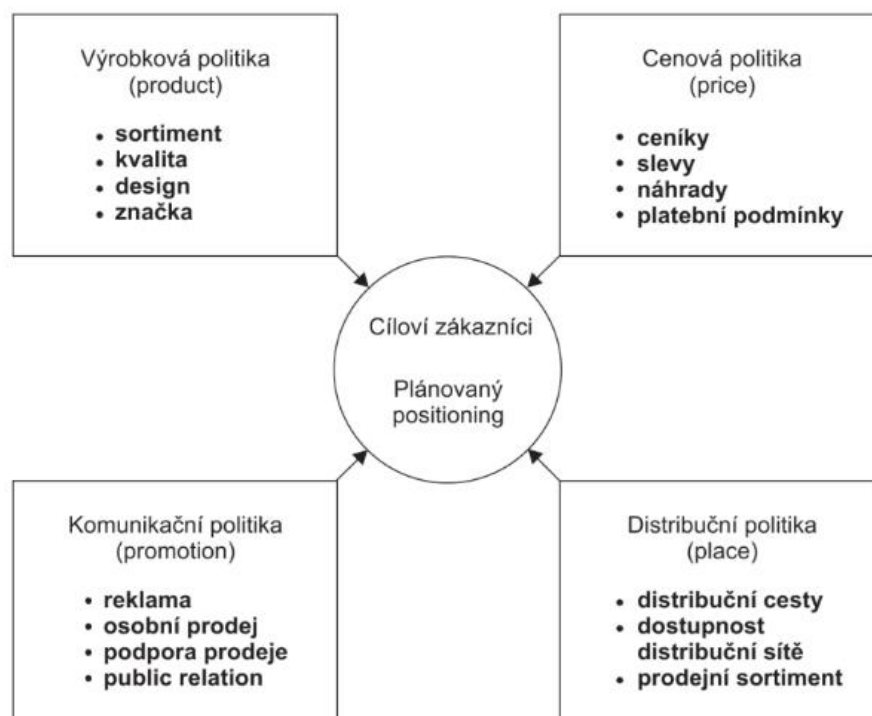 Výrobková politika
(product)
• sortiment
• kvalita
• design
• značka
Cenová politika
(price)
• ceníky
• slevy
• náhrady
• platební podmínky
Cíloví zákazníci
Plánovaný
positioning
Komunikační politika
(promotion)
• reklama
• osobní prodej
• podpora prodeje
• public relation
Distribuční politika
(place)
• distribuční cesty
• dostupnost
distribuční sítě
• prodejní sortiment